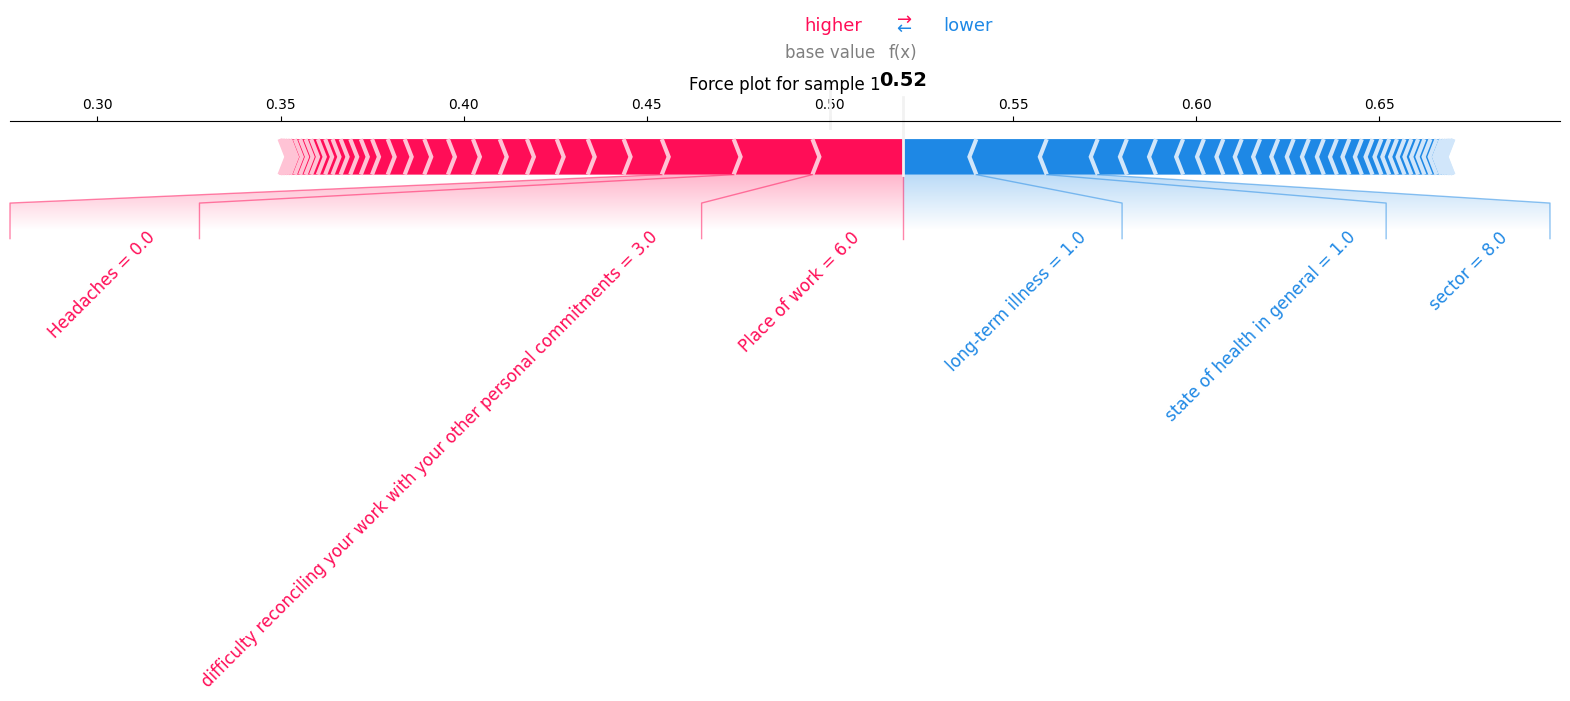 higher ⇄ lower
base value f(x)
Force plot for sample 1 0.52
0.30 0.35 0.40 0.45 0.50 0.55 0.60 0.65
Headaches = 0.0
difficulty reconciling your work with your other personal commitments = 3.0
Place of work = 6.0
long-term illness = 1.0
state of health in general = 1.0
sector = 8.0